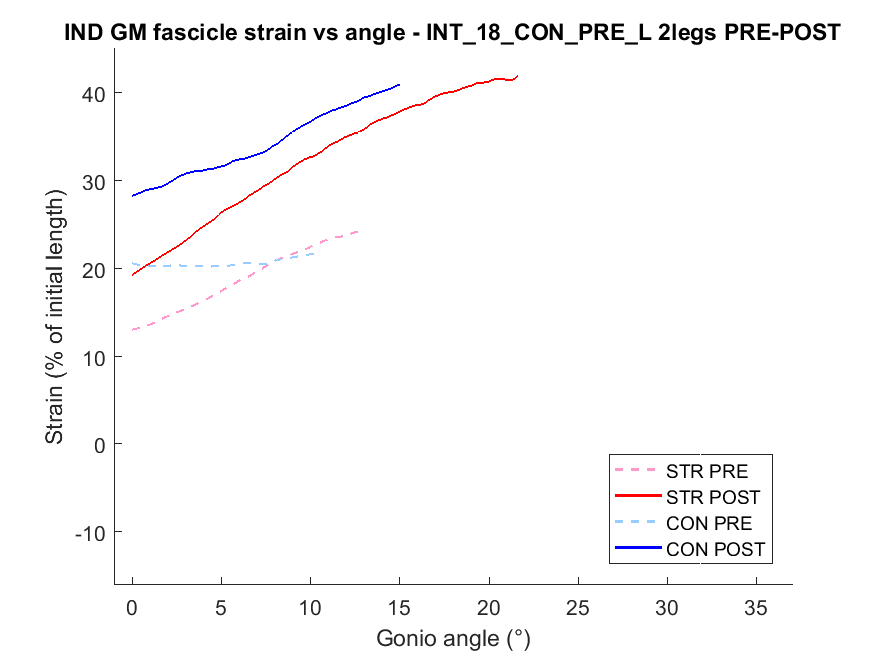 IND GM fascicle strain vs angle - INT_18_CON_PRE_L 2legs PRE-POST
Strain (% of initial length)
40
30
20
10
0
-10
0 5 10 15 20 25 30 35
Gonio angle (°)
STR PRE
STR POST
CON PRE
CON POST